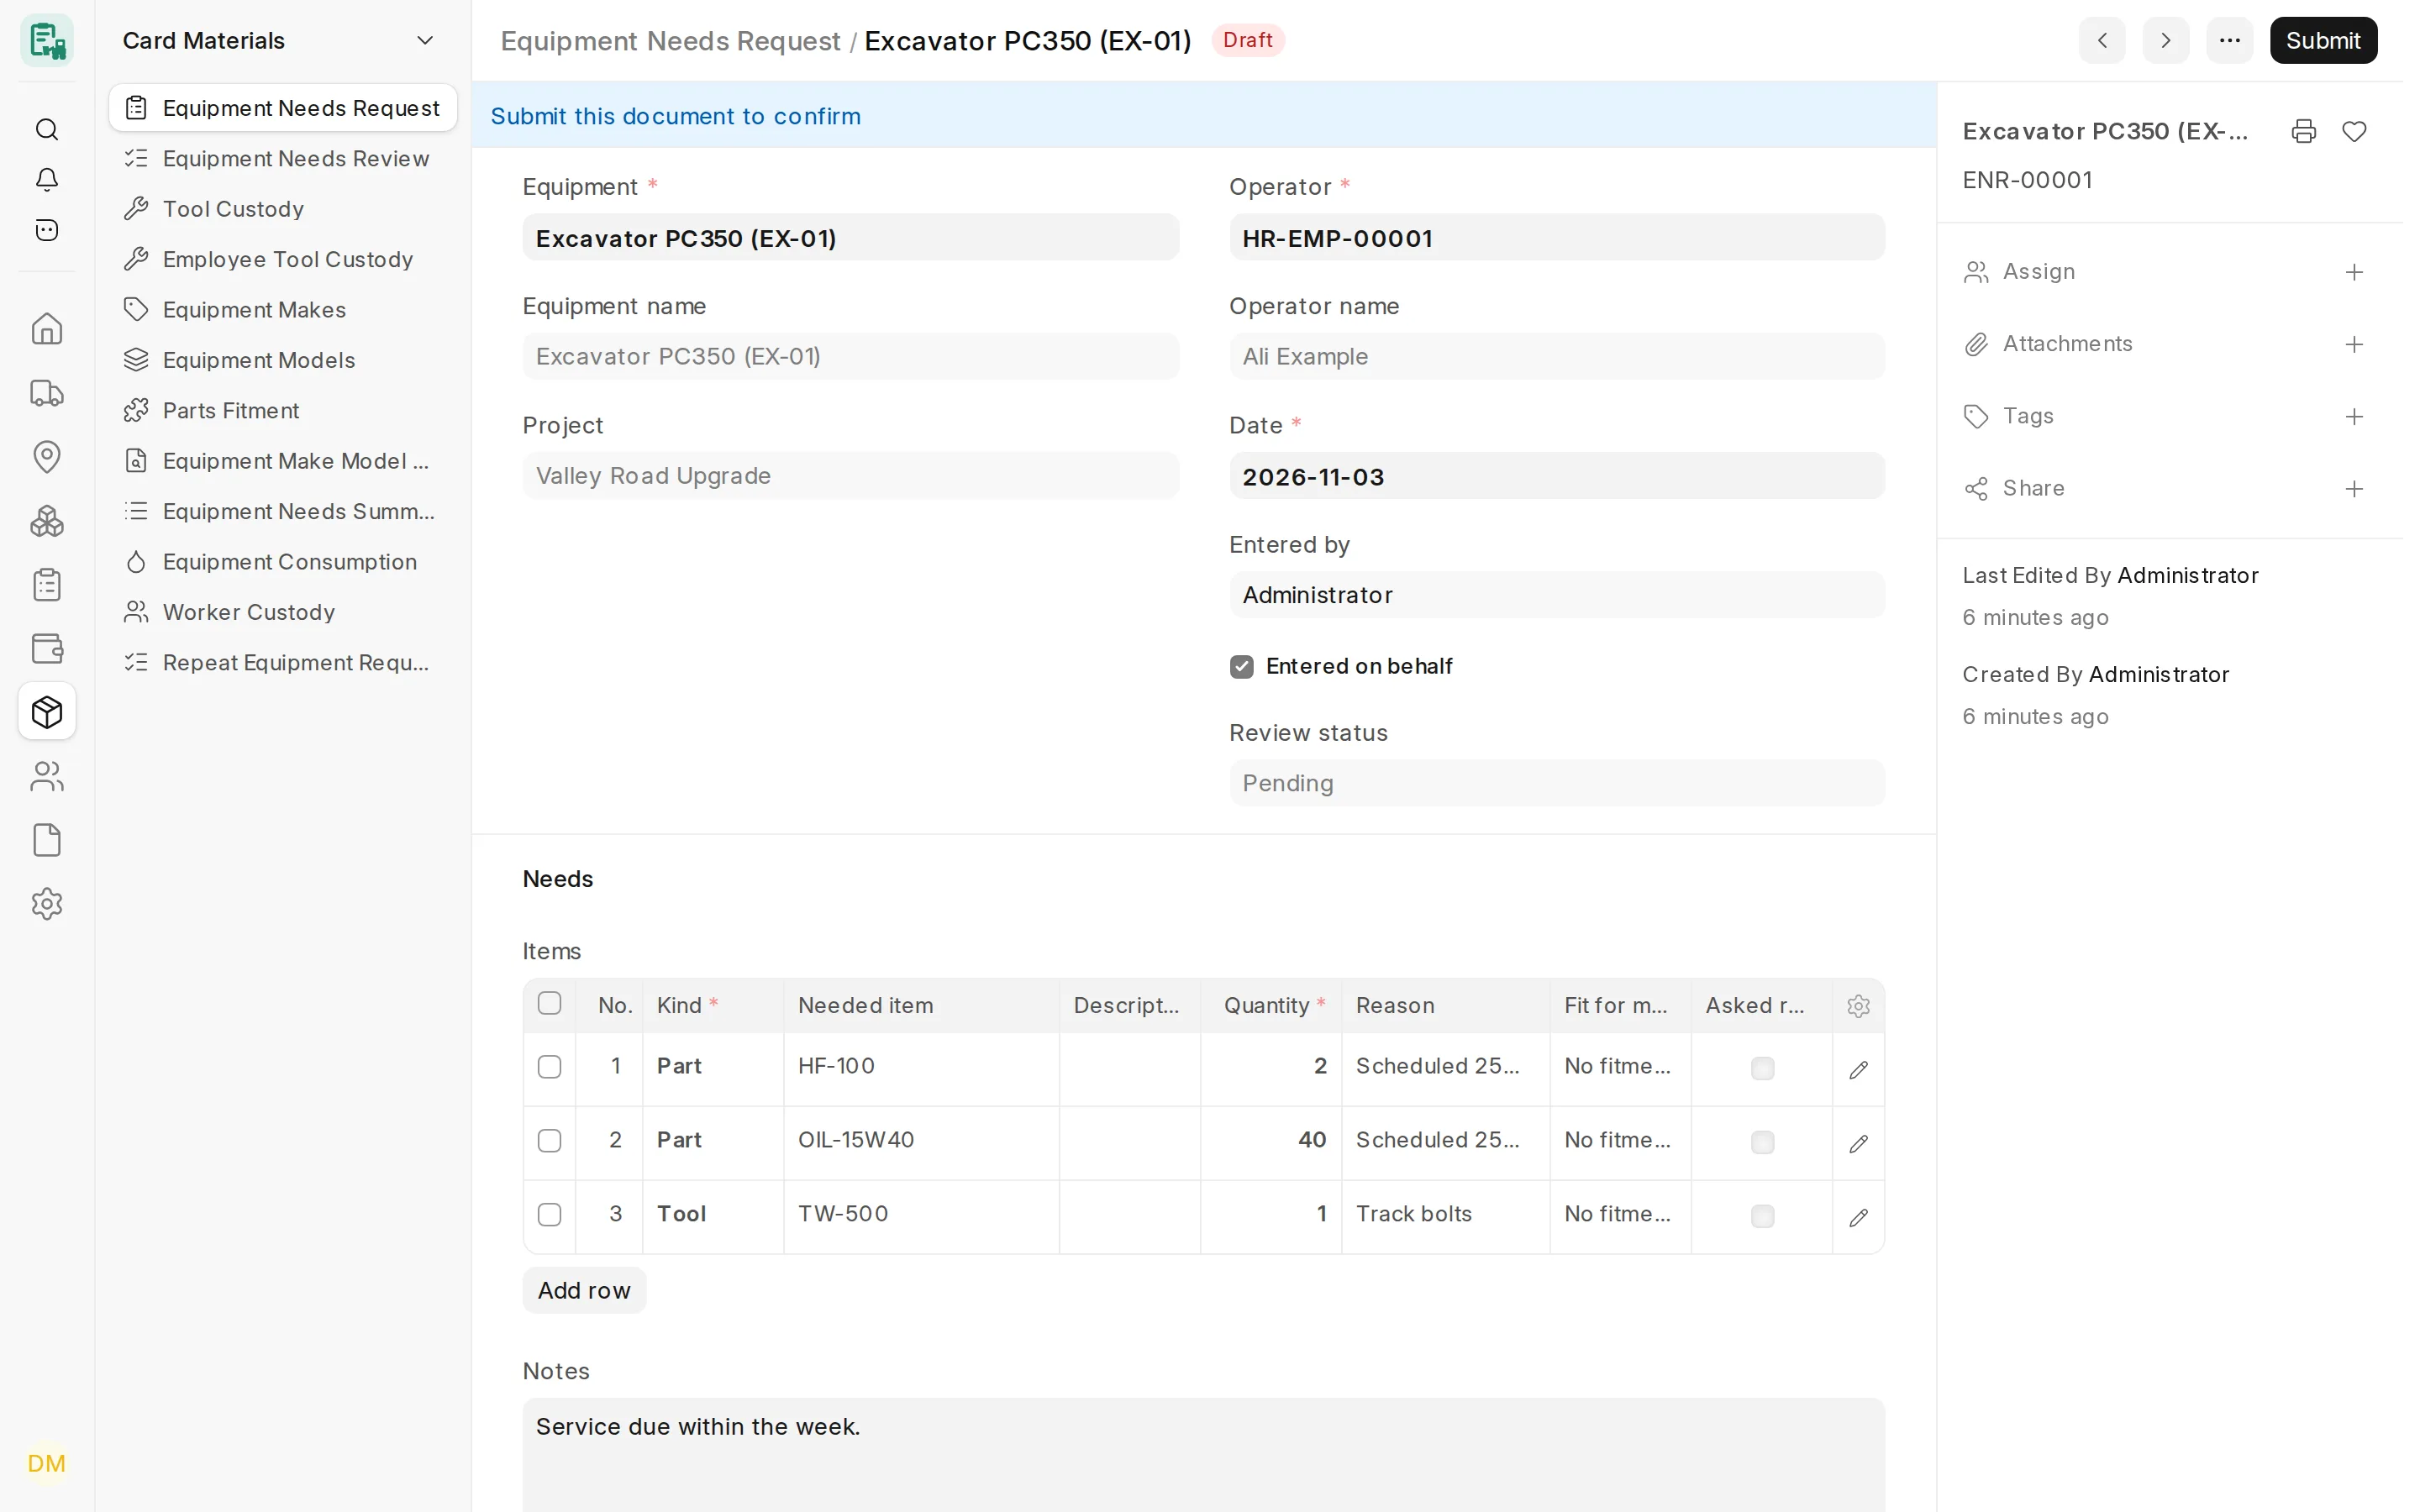 Card Materials
Equipment Needs Request
Equipment Needs Review
Tool Custody
Employee Tool Custody
Equipment Makes
Equipment Models
Parts Fitment
Equipment Make Model ...
Equipment Needs Summ...
Equipment Consumption
Worker Custody
Repeat Equipment Requ...
DM
Equipment Needs Request / Excavator PC350 (EX-01) Draft
Submit
Submit this document to confirm
Equipment *
Excavator PC350 (EX-01)
Equipment name
Excavator PC350 (EX-01)
Project
Valley Road Upgrade
Operator *
HR-EMP-00001
Operator name
Ali Example
Date *
2026-11-03
Entered by
Administrator
Entered on behalf
Review status
Pending
Needs
Items
No. Kind * Needed item Descript... Quantity * Reason Fit for m... Asked r...
1 Part HF-100 2 Scheduled 25... No fitme...
2 Part OIL-15W40 40 Scheduled 25... No fitme...
3 Tool TW-500 1 Track bolts No fitme...
Add row
Notes
Service due within the week.
Excavator PC350 (EX-...
ENR-00001
Assign
Attachments
Tags
Share
Last Edited By Administrator
6 minutes ago
Created By Administrator
6 minutes ago